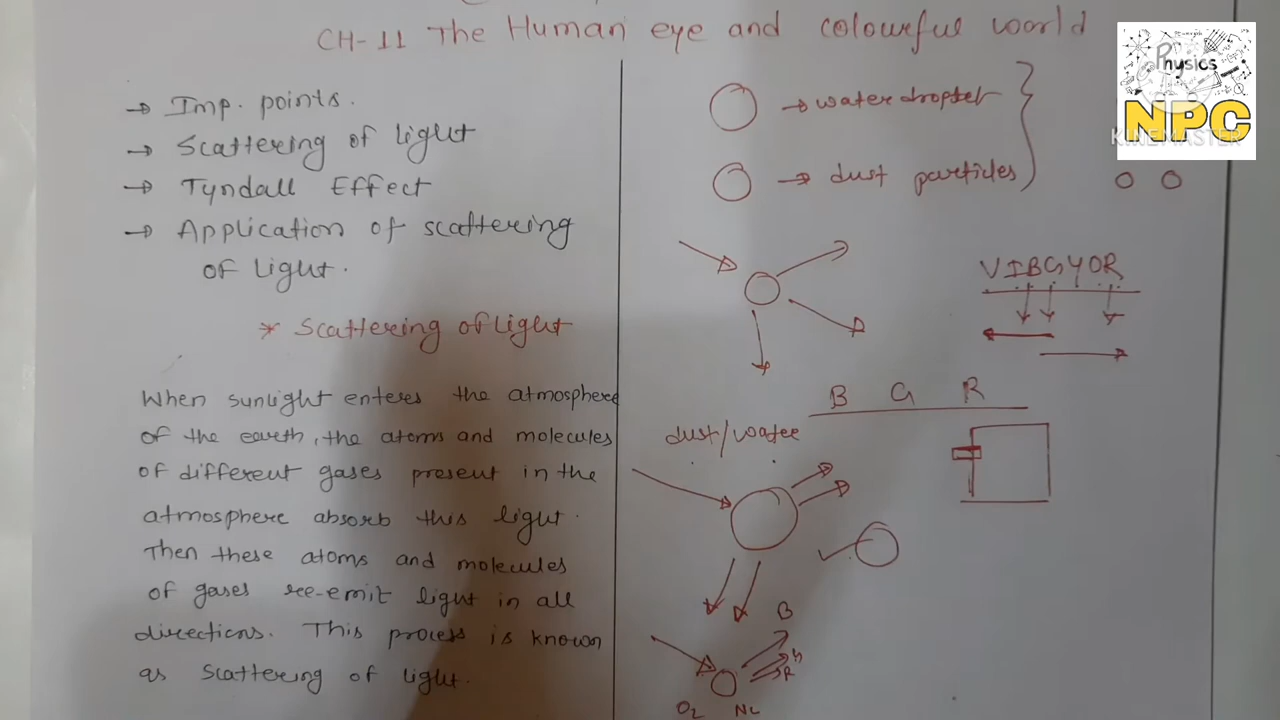 CH-11 The Human eye and colourful world
Physics
NPC
KINEMASTER
→ Imp. points.
→ Scattering of light
→ Tyndall Effect
→ Application of scattering
of light.
* Scattering of light
When sunlight enters the atmosphere
of the earth, the atoms and molecules
of different gases present in the
atmosphere absorb this light.
Then these atoms and molecules
of gases re-emit light in all
directions. This process is known
as scattering of light.
→ water droplet
→ dust particles
VIBGYOR
B G R
dust/water
B
R
O2